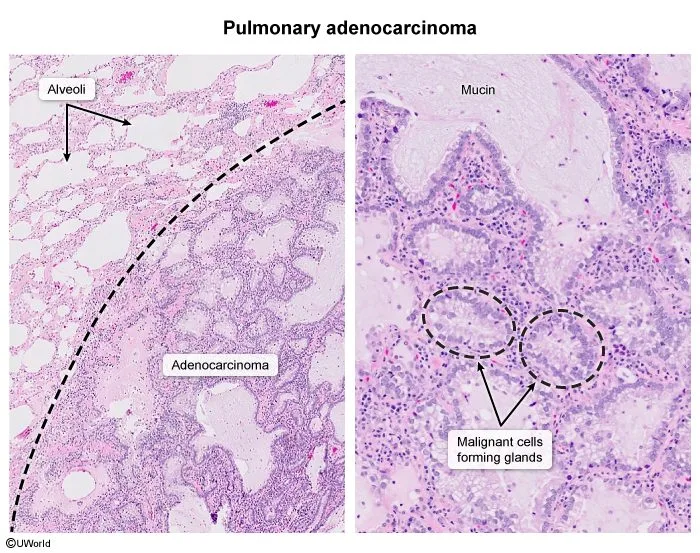 Pulmonary adenocarcinoma
Alveoli
Adenocarcinoma
Mucin
Malignant cells
forming glands
©UWorld